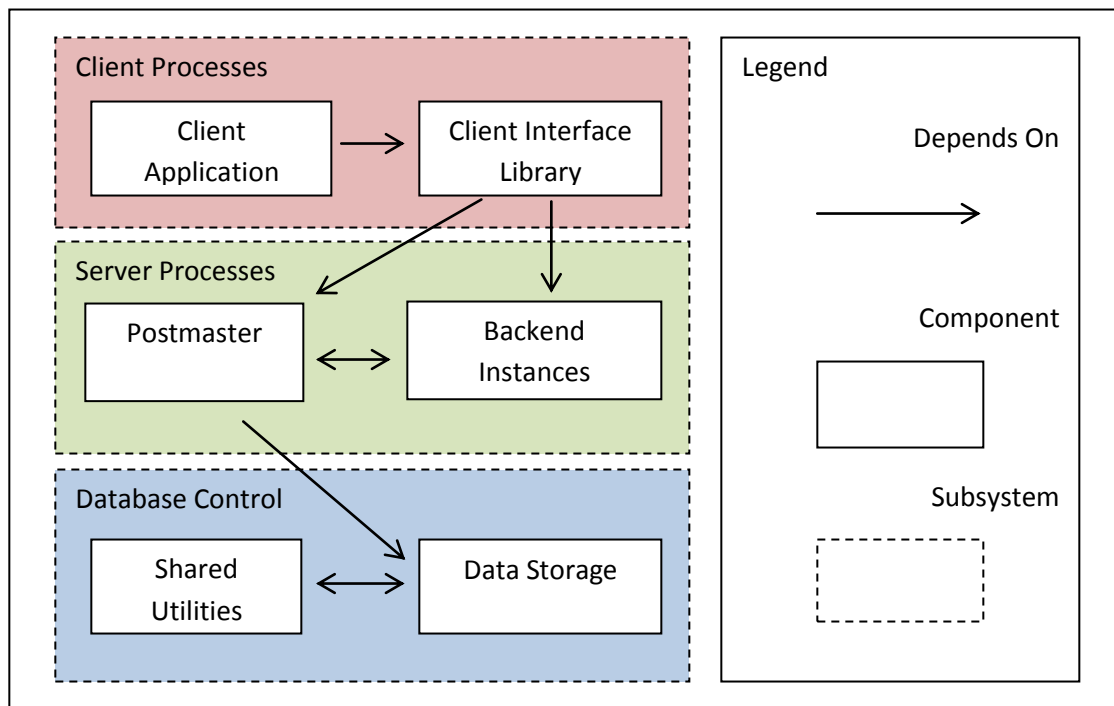 Client Processes
Client
Application
Client Interface
Library
Server Processes
Postmaster
Backend
Instances
Database Control
Shared
Utilities
Data Storage
Legend
Depends On
Component
Subsystem